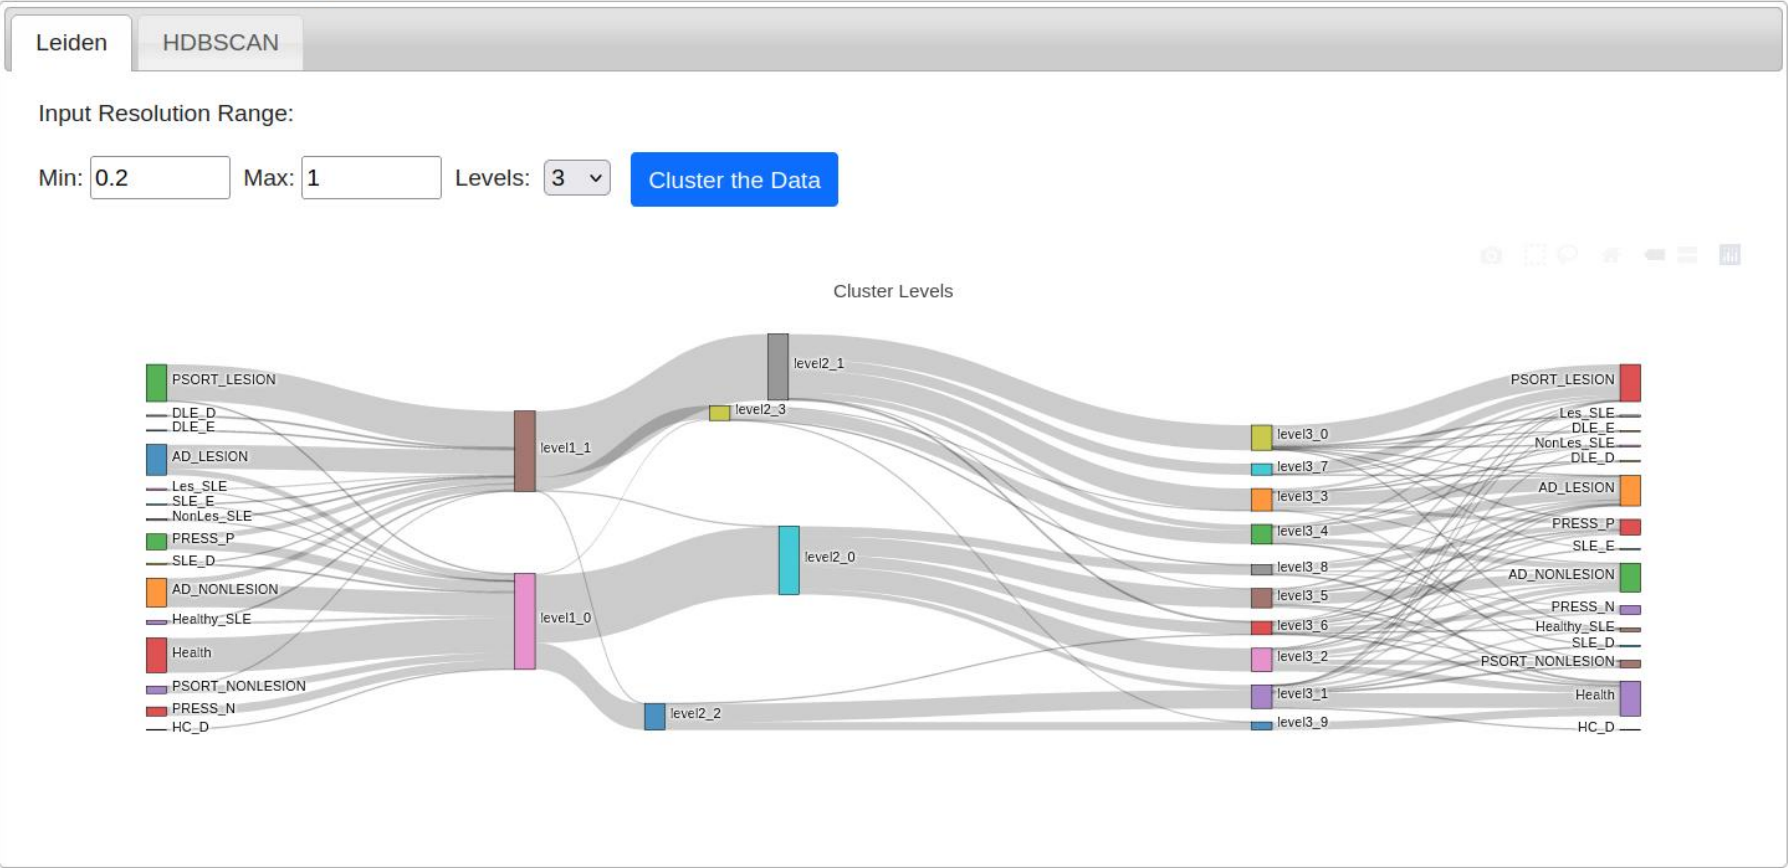 Leiden HDBSCAN
Input Resolution Range:
Min: 0.2 Max: 1 Levels: 3 Cluster the Data
Cluster Levels
PSORT_LESION
DLE_D
DLE_E
AD_LESION
Les_SLE
SLE_E
NonLes_SLE
PRESS_P
SLE_D
AD_NONLESION
Healthy_SLE
Health
PSORT_NONLESION
PRESS_N
HC_D
level1_1
level1_0
level2_1
level2_3
level2_0
level2_2
level3_0
level3_7
level3_3
level3_4
level3_8
level3_5
level3_6
level3_2
level3_1
level3_9
PSORT_LESION
Les_SLE
DLE_E
NonLes_SLE
DLE_D
AD_LESION
PRESS_P
SLE_E
AD_NONLESION
PRESS_N
Healthy_SLE
SLE_D
PSORT_NONLESION
Health
HC_D